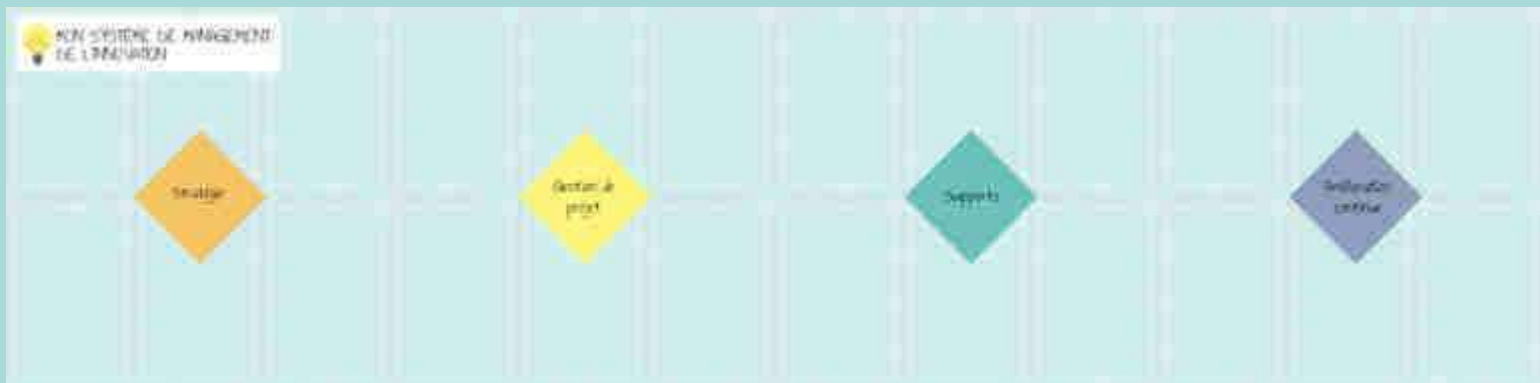 MON SYSTÈME DE MANAGEMENT
DE L'INNOVATION
Stratégie
Gestion de
projet
Supports
Amélioration
continue